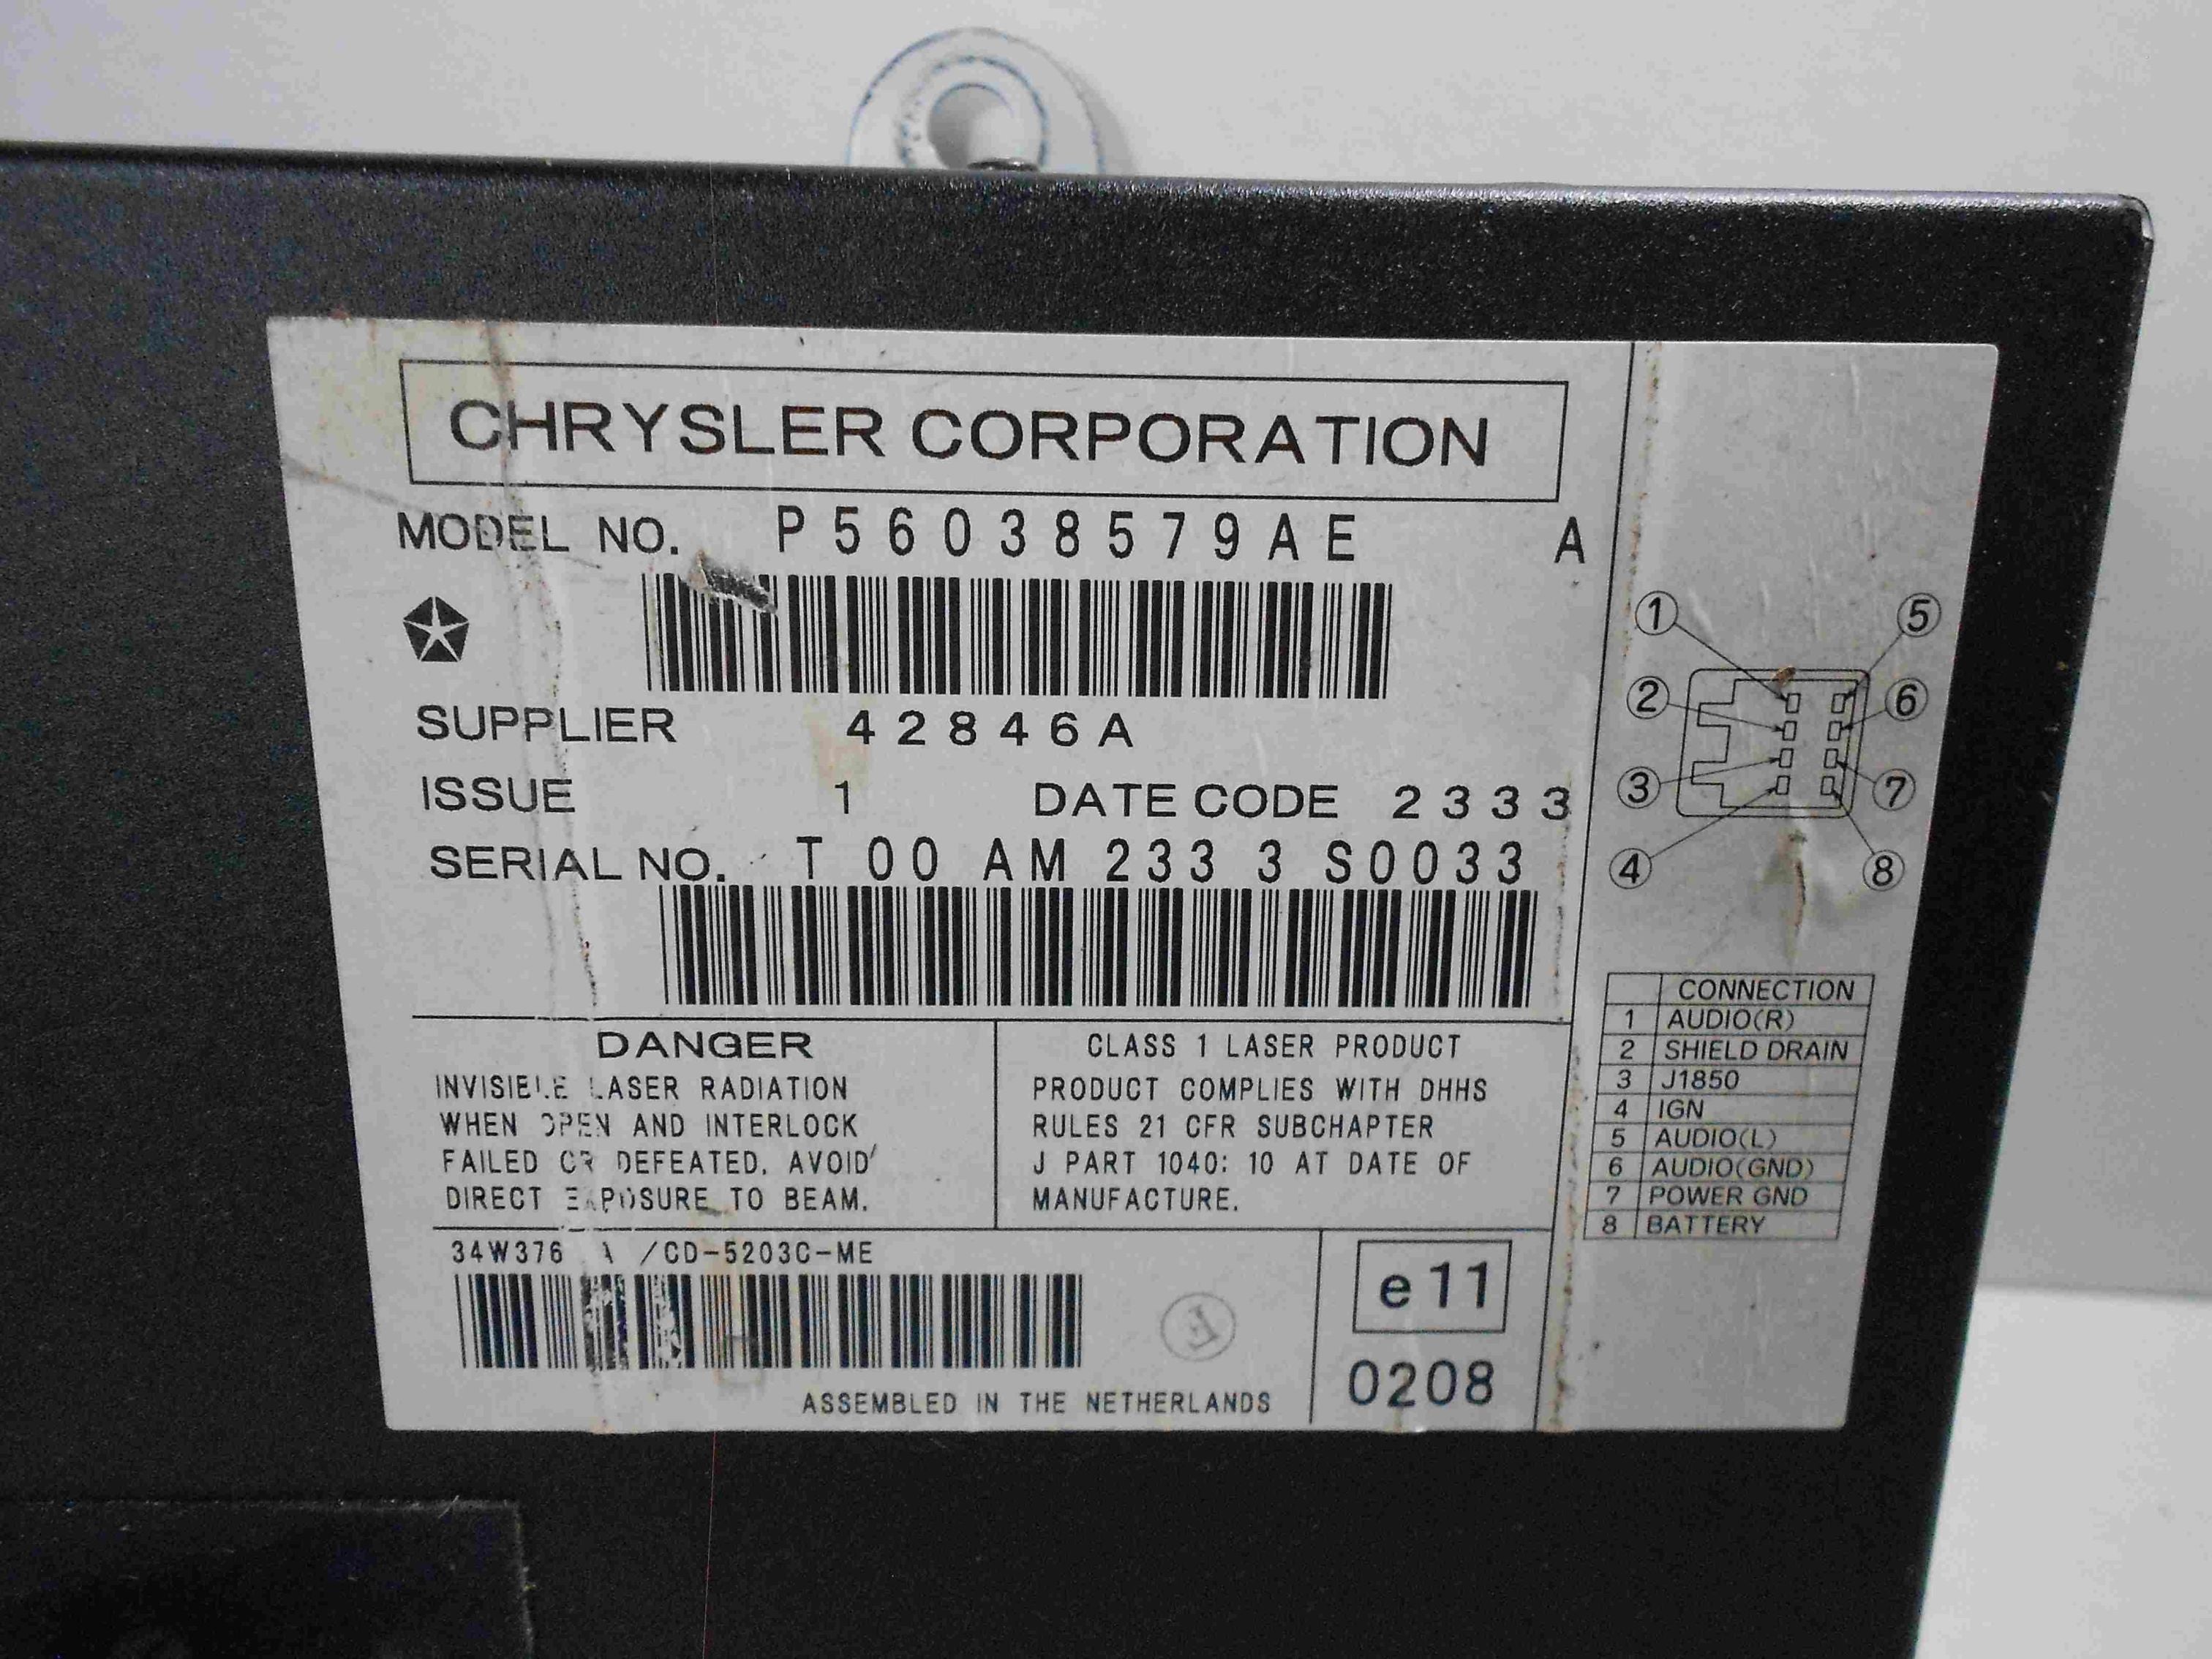 CHRYSLER CORPORATION
MODEL NO. P56038579AE A
SUPPLIER 42846A
ISSUE 1 DATE CODE 2333
SERIAL NO. T 00 AM 233 3 S0033
1 5
2 6
3 7
4 8
CONNECTION
1 AUDIO(R)
2 SHIELD DRAIN
3 J1850
4 IGN
5 AUDIO(L)
6 AUDIO(GND)
7 POWER GND
8 BATTERY
DANGER
INVISIBLE LASER RADIATION
WHEN OPEN AND INTERLOCK
FAILED OR DEFEATED. AVOID
DIRECT EXPOSURE TO BEAM.
CLASS 1 LASER PRODUCT
PRODUCT COMPLIES WITH DHHS
RULES 21 CFR SUBCHAPTER
J PART 1040: 10 AT DATE OF
MANUFACTURE.
34W376 /CD-5203C-ME
ASSEMBLED IN THE NETHERLANDS
e11
0208